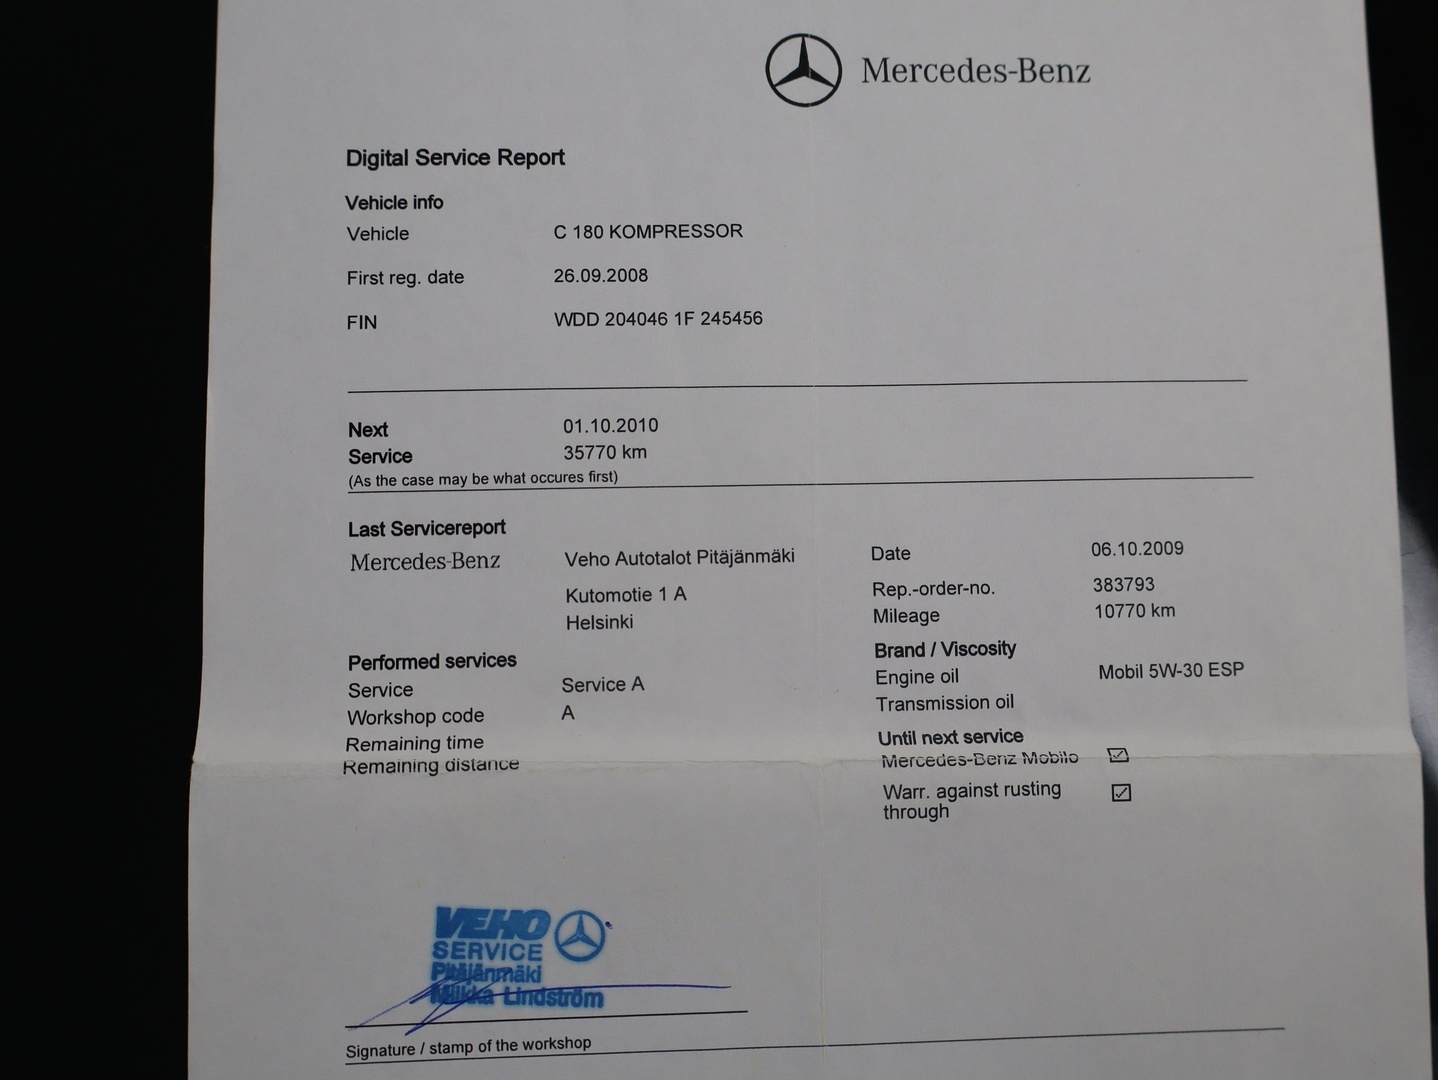 Mercedes-Benz
Digital Service Report
Vehicle info
Vehicle C 180 KOMPRESSOR
First reg. date 26.09.2008
FIN WDD 204046 1F 245456
Next 01.10.2010
Service 35770 km
(As the case may be what occures first)
Last Servicereport
Mercedes-Benz Veho Autotalot Pitäjänmäki Date 06.10.2009
Kutomotie 1 A Rep.-order-no. 383793
Helsinki Mileage 10770 km
Performed services Brand / Viscosity
Service Service A Engine oil Mobil 5W-30 ESP
Workshop code A Transmission oil
Remaining time Until next service
Remaining distance Mercedes-Benz Mobilo
Warr. against rusting
through
VEHO
SERVICE
Pitäjänmäki
Miikka Lindström
Signature / stamp of the workshop